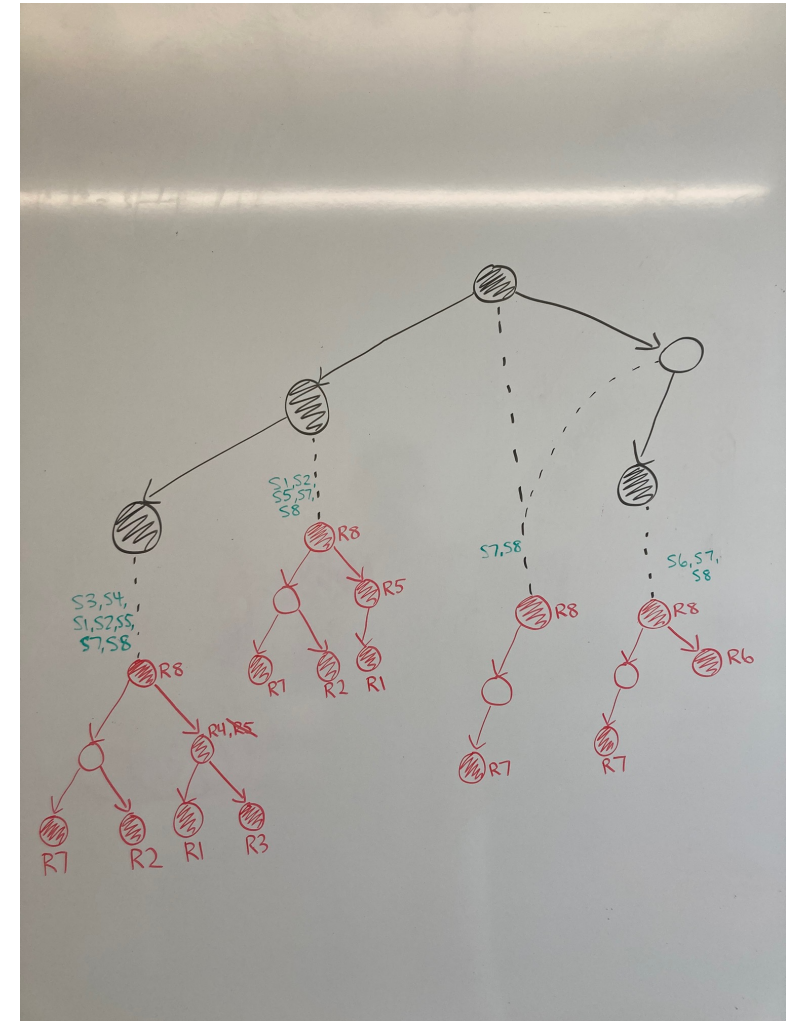 S1,S2,
S5,S7,
S8
R8
R5
R7
R2
R1
S7,S8
R8
R7
S6,S7,
S8
R8
R6
R7
S3,S4,
S1,S2,S5,
S7,S8
R8
R4,R5
R7
R2
R1
R3